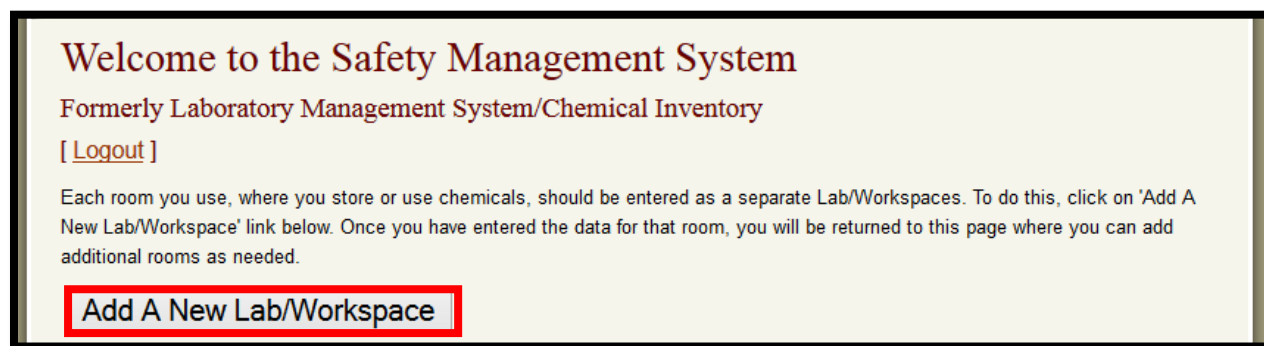 Welcome to the Safety Management System
Formerly Laboratory Management System/Chemical Inventory
[ Logout ]
Each room you use, where you store or use chemicals, should be entered as a separate Lab/Workspaces. To do this, click on 'Add A
New Lab/Workspace' link below. Once you have entered the data for that room, you will be returned to this page where you can add
additional rooms as needed.
Add A New Lab/Workspace